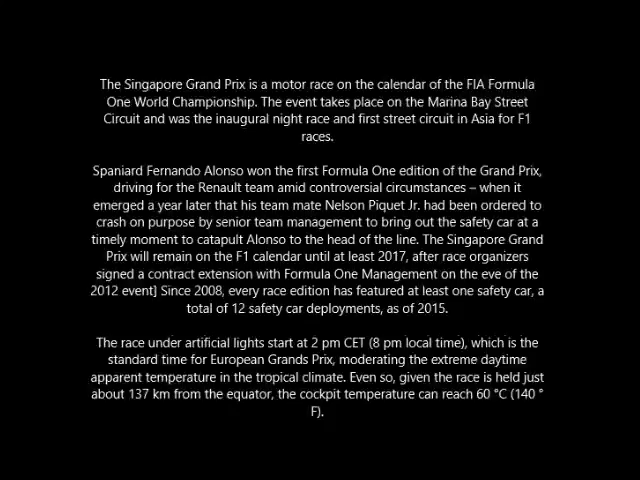 The Singapore Grand Prix is a motor race on the calendar of the FIA Formula
One World Championship. The event takes place on the Marina Bay Street
Circuit and was the inaugural night race and first street circuit in Asia for F1
races.
Spaniard Fernando Alonso won the first Formula One edition of the Grand Prix,
driving for the Renault team amid controversial circumstances – when it
emerged a year later that his team mate Nelson Piquet Jr. had been ordered to
crash on purpose by senior team management to bring out the safety car at a
timely moment to catapult Alonso to the head of the line. The Singapore Grand
Prix will remain on the F1 calendar until at least 2017, after race organizers
signed a contract extension with Formula One Management on the eve of the
2012 event] Since 2008, every race edition has featured at least one safety car, a
total of 12 safety car deployments, as of 2015.
The race under artificial lights start at 2 pm CET (8 pm local time), which is the
standard time for European Grands Prix, moderating the extreme daytime
apparent temperature in the tropical climate. Even so, given the race is held just
about 137 km from the equator, the cockpit temperature can reach 60 °C (140 °
F).